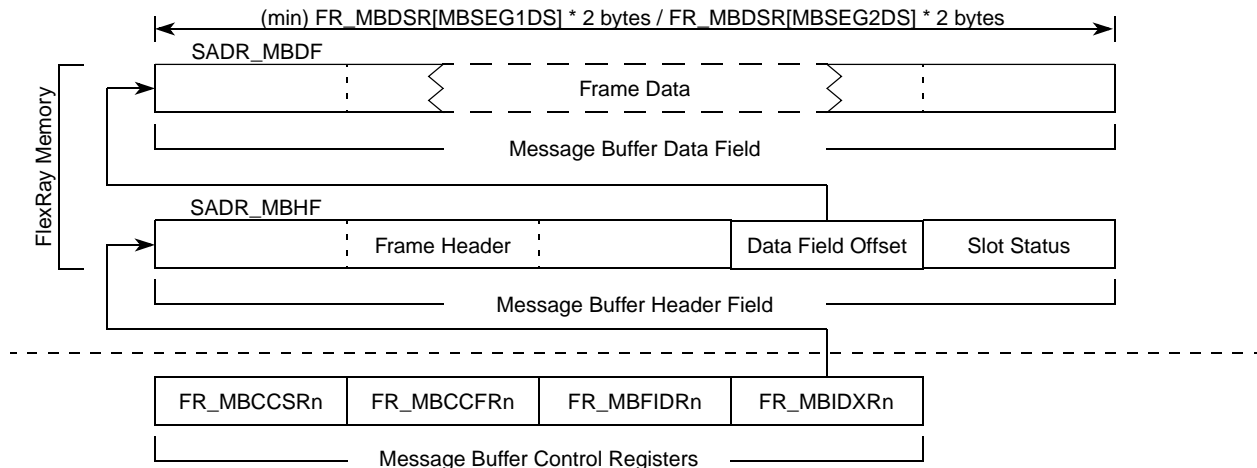 (min) FR_MBDSR[MBSEG1DS] * 2 bytes / FR_MBDSR[MBSEG2DS] * 2 bytes
SADR_MBDF
Frame Data
Message Buffer Data Field
FlexRay Memory
SADR_MBHF
Frame Header Data Field Offset Slot Status
Message Buffer Header Field
FR_MBCCSRn FR_MBCCFRn FR_MBFIDRn FR_MBIDXRn
Message Buffer Control Registers